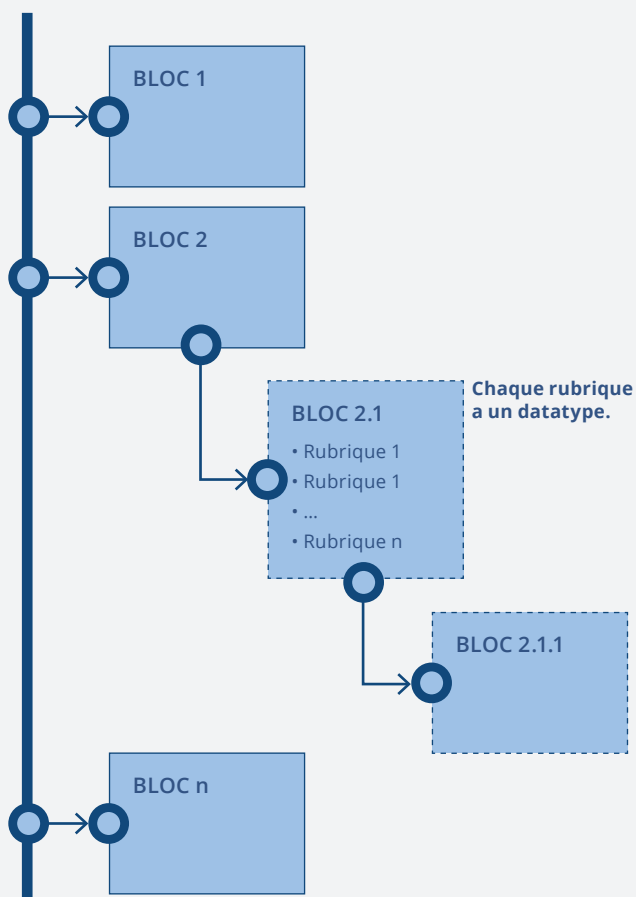 BLOC 1
BLOC 2
Chaque rubrique
a un datatype.
BLOC 2.1
• Rubrique 1
• Rubrique 1
• ...
• Rubrique n
BLOC 2.1.1
BLOC n